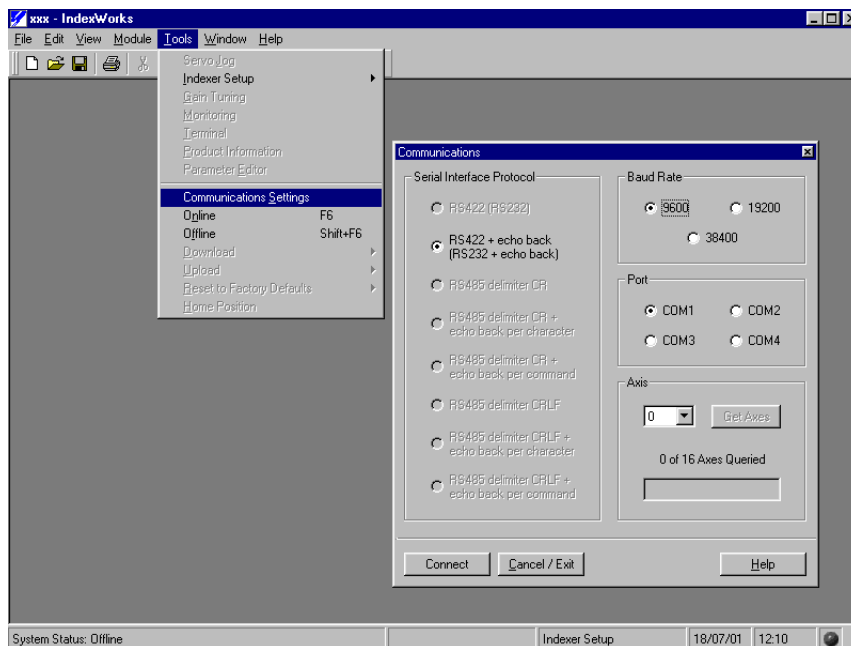 xxx - IndexWorks
File Edit View Module Tools Window Help
Servo Jog
Indexer Setup
Gain Tuning
Monitoring
Terminal
Product Information
Parameter Editor
Communications Settings
Online F6
Offline Shift+F6
Download
Upload
Reset to Factory Defaults
Home Position
Communications
Serial Interface Protocol
RS422 (RS232)
RS422 + echo back
(RS232 + echo back)
RS485 delimiter CR
RS485 delimiter CR +
echo back per character
RS485 delimiter CR +
echo back per command
RS485 delimiter CRLF
RS485 delimiter CRLF +
echo back per character
RS485 delimiter CRLF +
echo back per command
Baud Rate
9600 19200
38400
Port
COM1 COM2
COM3 COM4
Axis
0 Get Axes
0 of 16 Axes Queried
Connect Cancel / Exit Help
System Status: Offline Indexer Setup 18/07/01 12:10